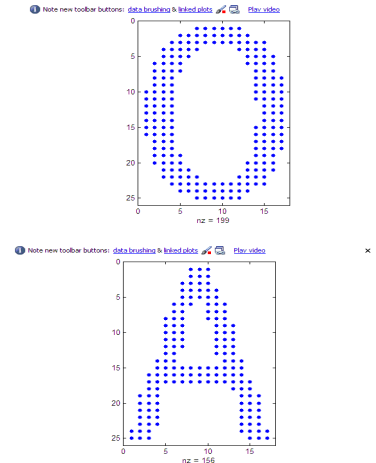 Note new toolbar buttons: data brushing & linked plots Play video
0
5
10
15
20
25
0 5 10 15
nz = 199
Note new toolbar buttons: data brushing & linked plots Play video ×
0
5
10
15
20
25
0 5 10 15
nz = 156